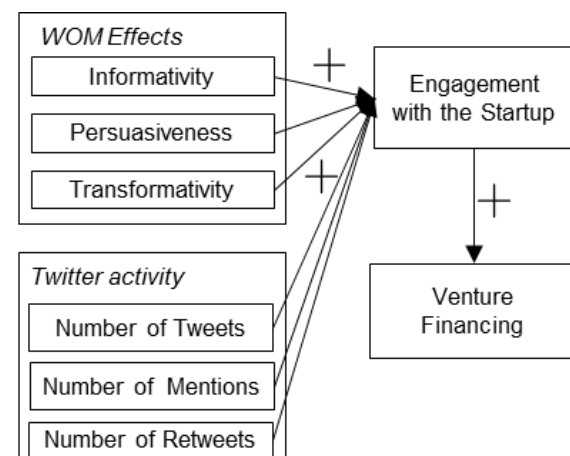 WOM Effects
Informativity
Persuasiveness
Transformativity
+
+
Engagement
with the Startup
+
Venture
Financing
Twitter activity
Number of Tweets
Number of Mentions
Number of Retweets